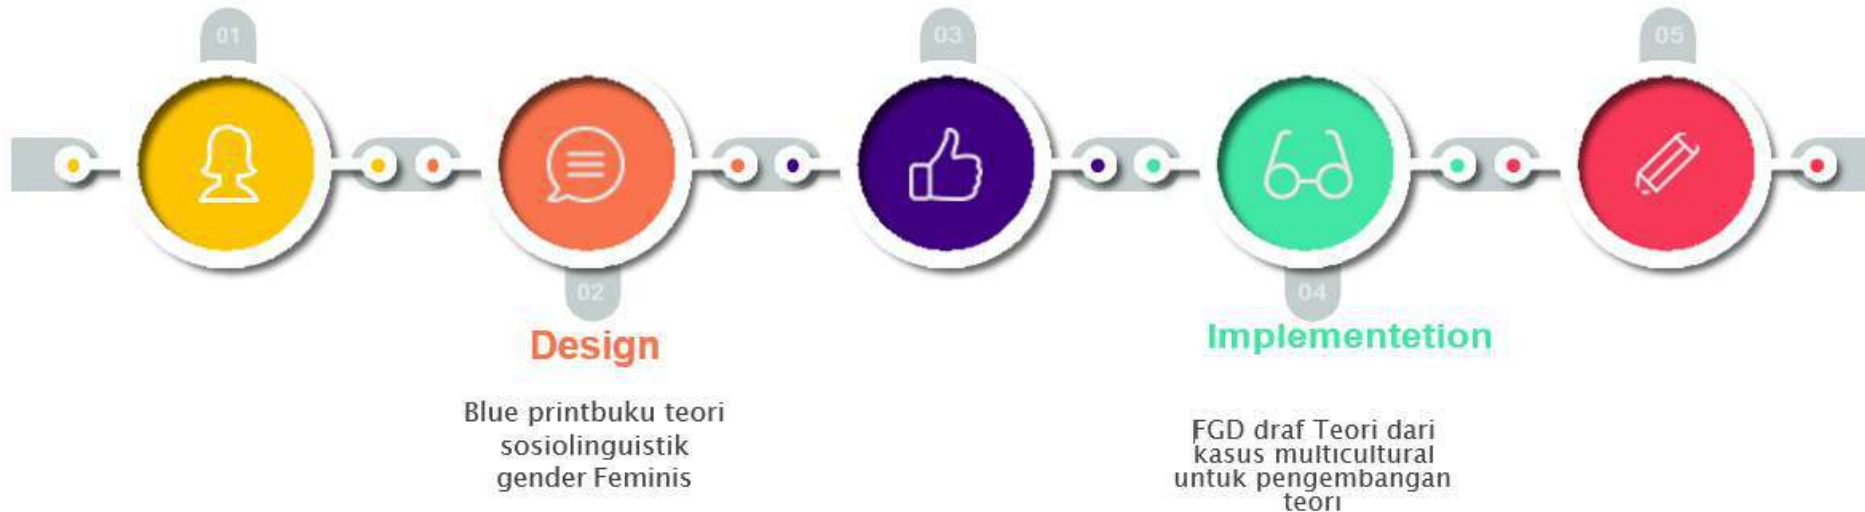 01
03
05
02
04
Design
Implementetion
Blue printbuku teori
sosiolinguistik
gender Feminis
FGD draf Teori dari
kasus multicultural
untuk pengembangan
teori